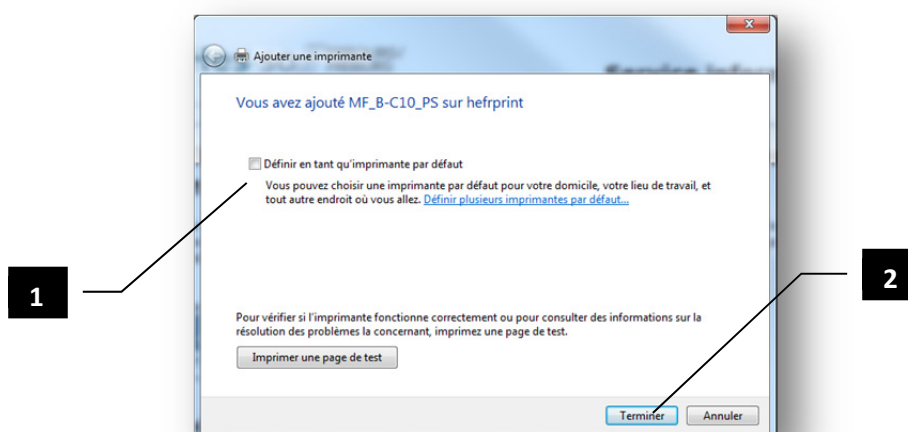 Ajouter une imprimante
Vous avez ajouté MF_B-C10_PS sur hefrprint
Définir en tant qu'imprimante par défaut
Vous pouvez choisir une imprimante par défaut pour votre domicile, votre lieu de travail, et
tout autre endroit où vous allez. Définir plusieurs imprimantes par défaut...
1
2
Pour vérifier si l'imprimante fonctionne correctement ou pour consulter des informations sur la
résolution des problèmes la concernant, imprimez une page de test.
Imprimer une page de test
Terminer Annuler